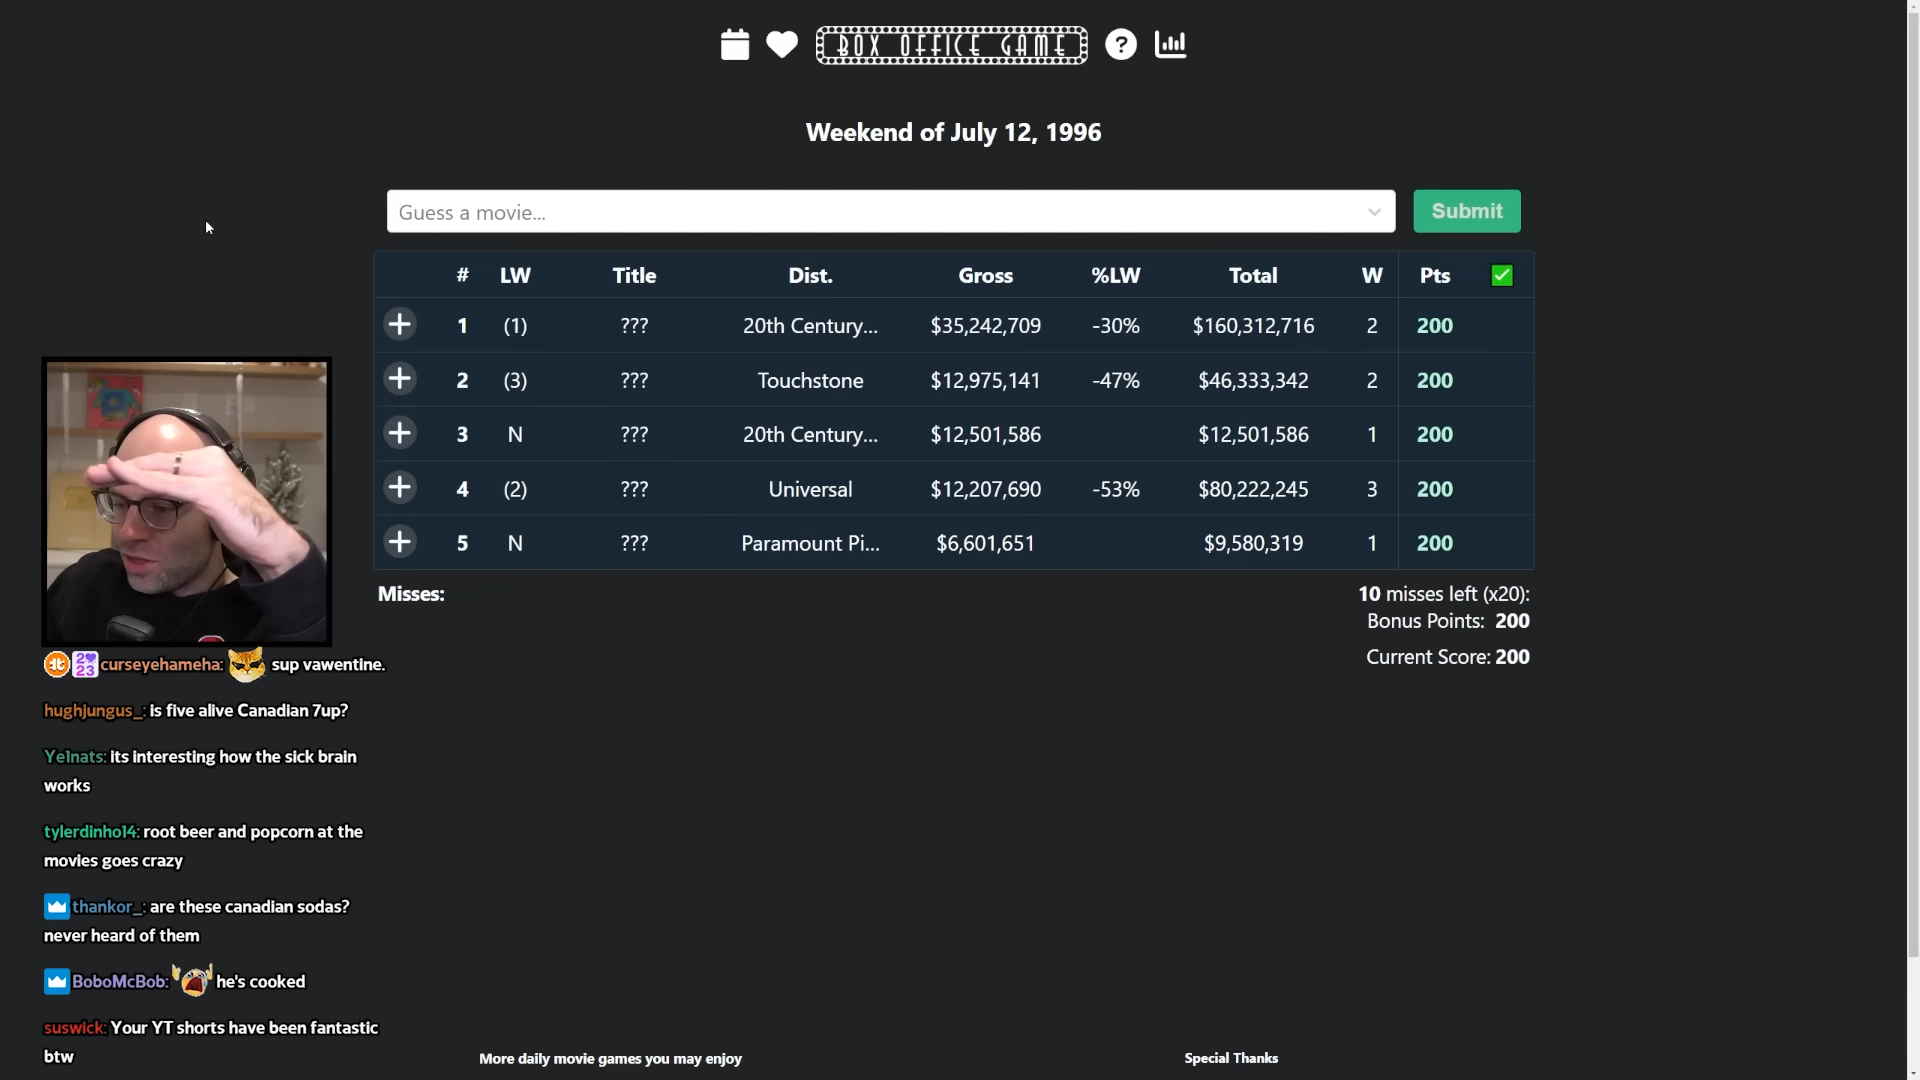 BOX OFFICE GAME
?
Weekend of July 12, 1996
Guess a movie...
Submit
# LW Title Dist. Gross %LW Total W Pts
1 (1) ??? 20th Century... $35,242,709 -30% $160,312,716 2 200
2 (3) ??? Touchstone $12,975,141 -47% $46,333,342 2 200
3 N ??? 20th Century... $12,501,586 $12,501,586 1 200
4 (2) ??? Universal $12,207,690 -53% $80,222,245 3 200
5 N ??? Paramount Pi... $6,601,651 $9,580,319 1 200
Misses:
10 misses left (x20):
Bonus Points: 200
Current Score: 200
curseyehameha: sup vawentine.
hughjungus_: is five alive Canadian 7up?
Ye1nats: its interesting how the sick brain
works
tylerdinho14: root beer and popcorn at the
movies goes crazy
thankor_: are these canadian sodas?
never heard of them
BoboMcBob: he's cooked
suswick: Your YT shorts have been fantastic
btw
More daily movie games you may enjoy
Special Thanks